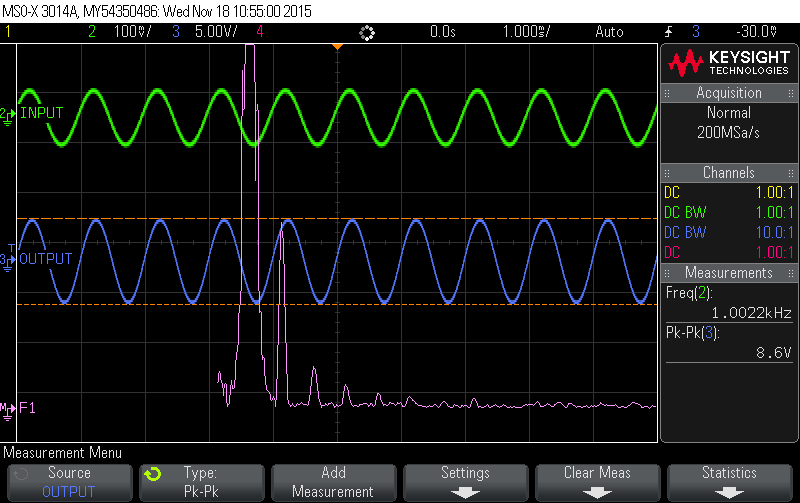 MSO-X 3014A, MY54350486: Wed Nov 18 10:55:00 2015
1 2 100mV/ 3 5.00V/ 4 0.0s 1.000ms/ Auto 3 -30.0mV
KEYSIGHT
TECHNOLOGIES
Acquisition
Normal
200MSa/s
Channels
DC 1.00:1
DC BW 1.00:1
DC BW 10.0:1
DC 1.00:1
Measurements
Freq(2):
1.0022kHz
Pk-Pk(3):
8.6V
2 INPUT
T
3 OUTPUT
M F1
Measurement Menu
Source
OUTPUT
Type:
Pk-Pk
Add
Measurement
Settings
Clear Meas
Statistics